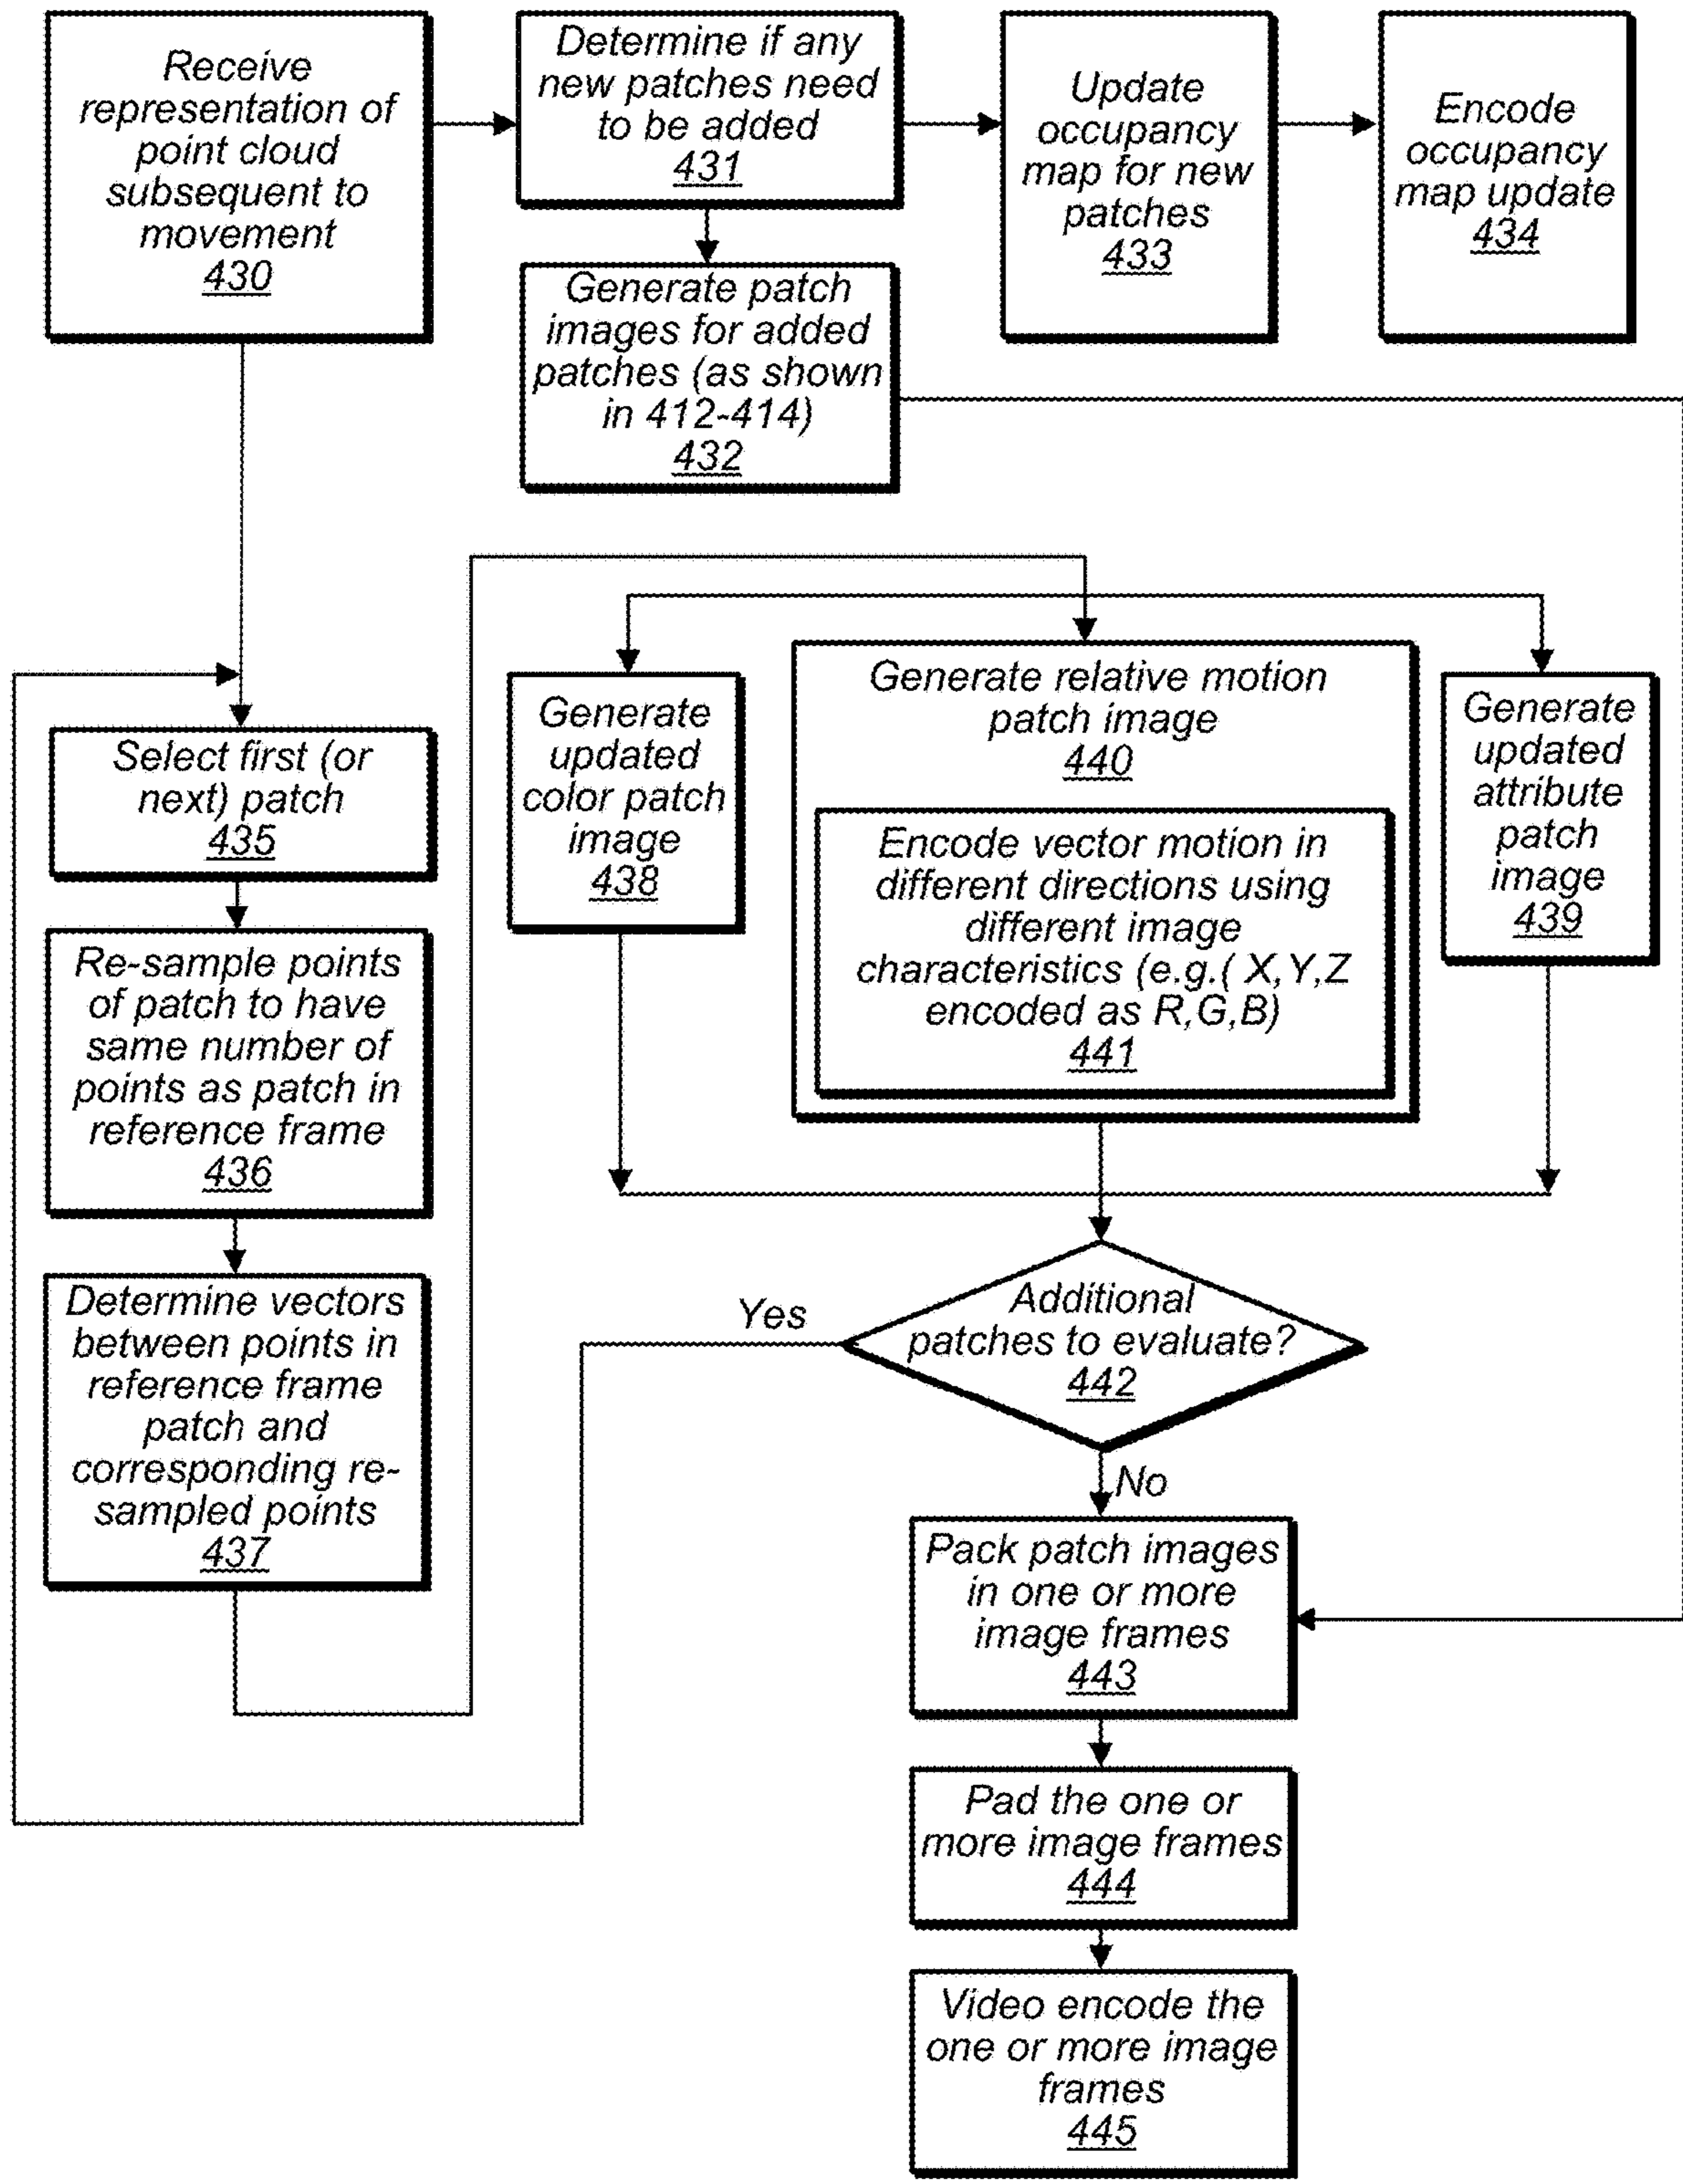 Receive
representation of
point cloud
subsequent to
movement
430
Determine if any
new patches need
to be added
431
Update
occupancy
map for new
patches
433
Encode
occupancy
map update
434
Generate patch
images for added
patches (as shown
in 412-414)
432
Select first (or
next) patch
435
Re-sample points
of patch to have
same number of
points as patch in
reference frame
436
Determine vectors
between points in
reference frame
patch and
corresponding re-
sampled points
437
Generate
updated
color patch
image
438
Generate relative motion
patch image
440
Encode vector motion in
different directions using
different image
characteristics (e.g.( X,Y,Z
encoded as R,G,B)
441
Generate
updated
attribute
patch
image
439
Additional
patches to evaluate?
442
Yes
No
Pack patch images
in one or more
image frames
443
Pad the one or
more image frames
444
Video encode the
one or more image
frames
445